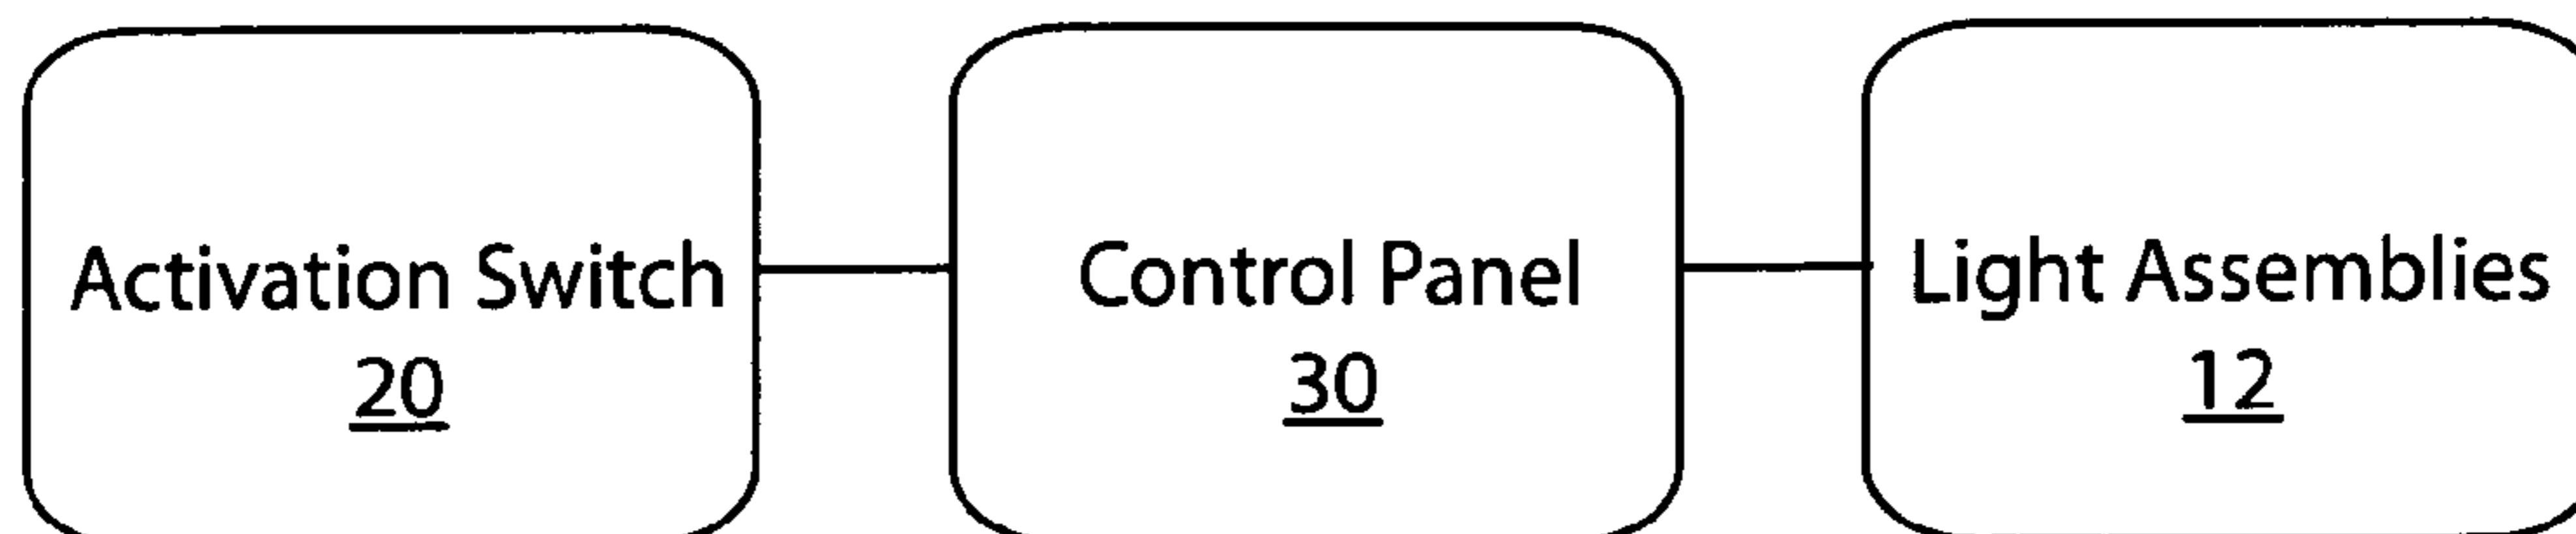 Activation Switch
20
Control Panel
30
Light Assemblies
12